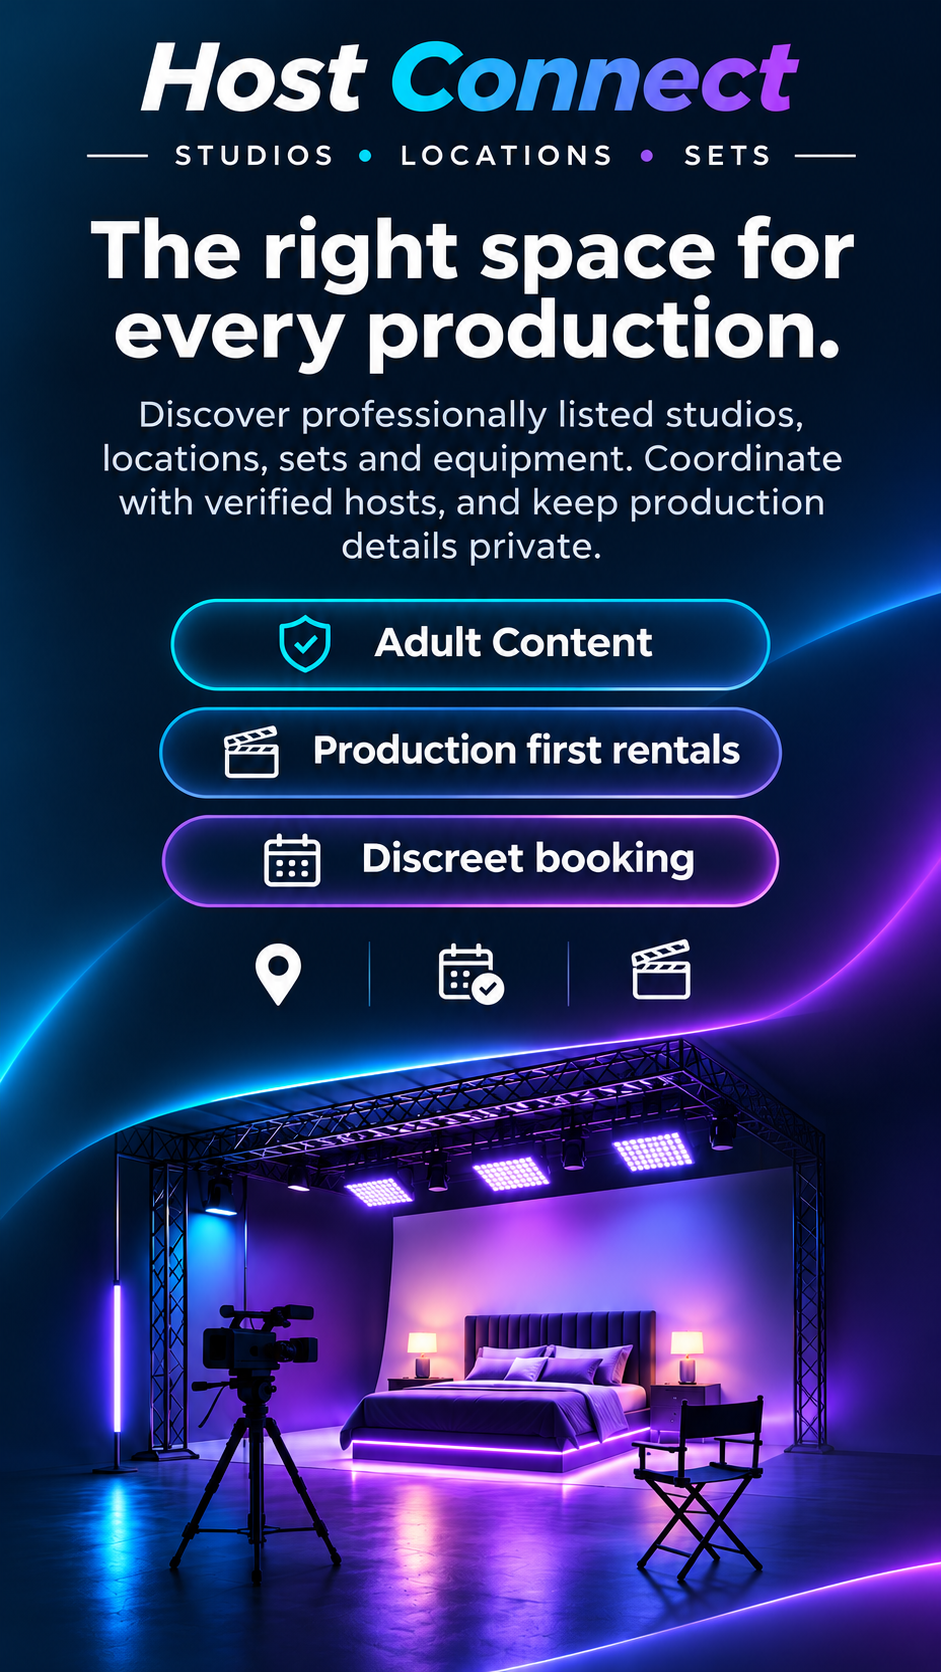 Host Connect
STUDIOS • LOCATIONS • SETS
The right space for
every production.
Discover professionally listed studios,
locations, sets and equipment. Coordinate
with verified hosts, and keep production
details private.
Adult Content
Production first rentals
Discreet booking